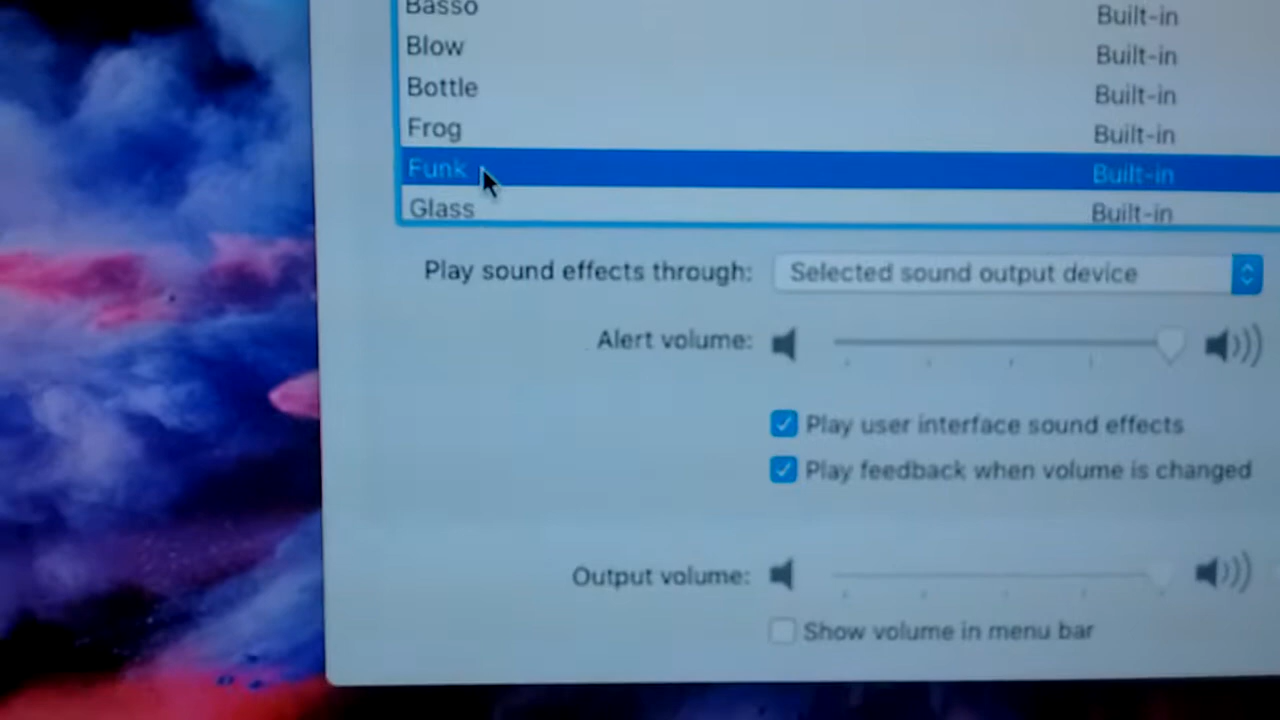 Basso Built-in
Blow Built-in
Bottle Built-in
Frog Built-in
Funk Built-in
Glass Built-in
Play sound effects through: Selected sound output device
Alert volume:
Play user interface sound effects
Play feedback when volume is changed
Output volume:
Show volume in menu bar